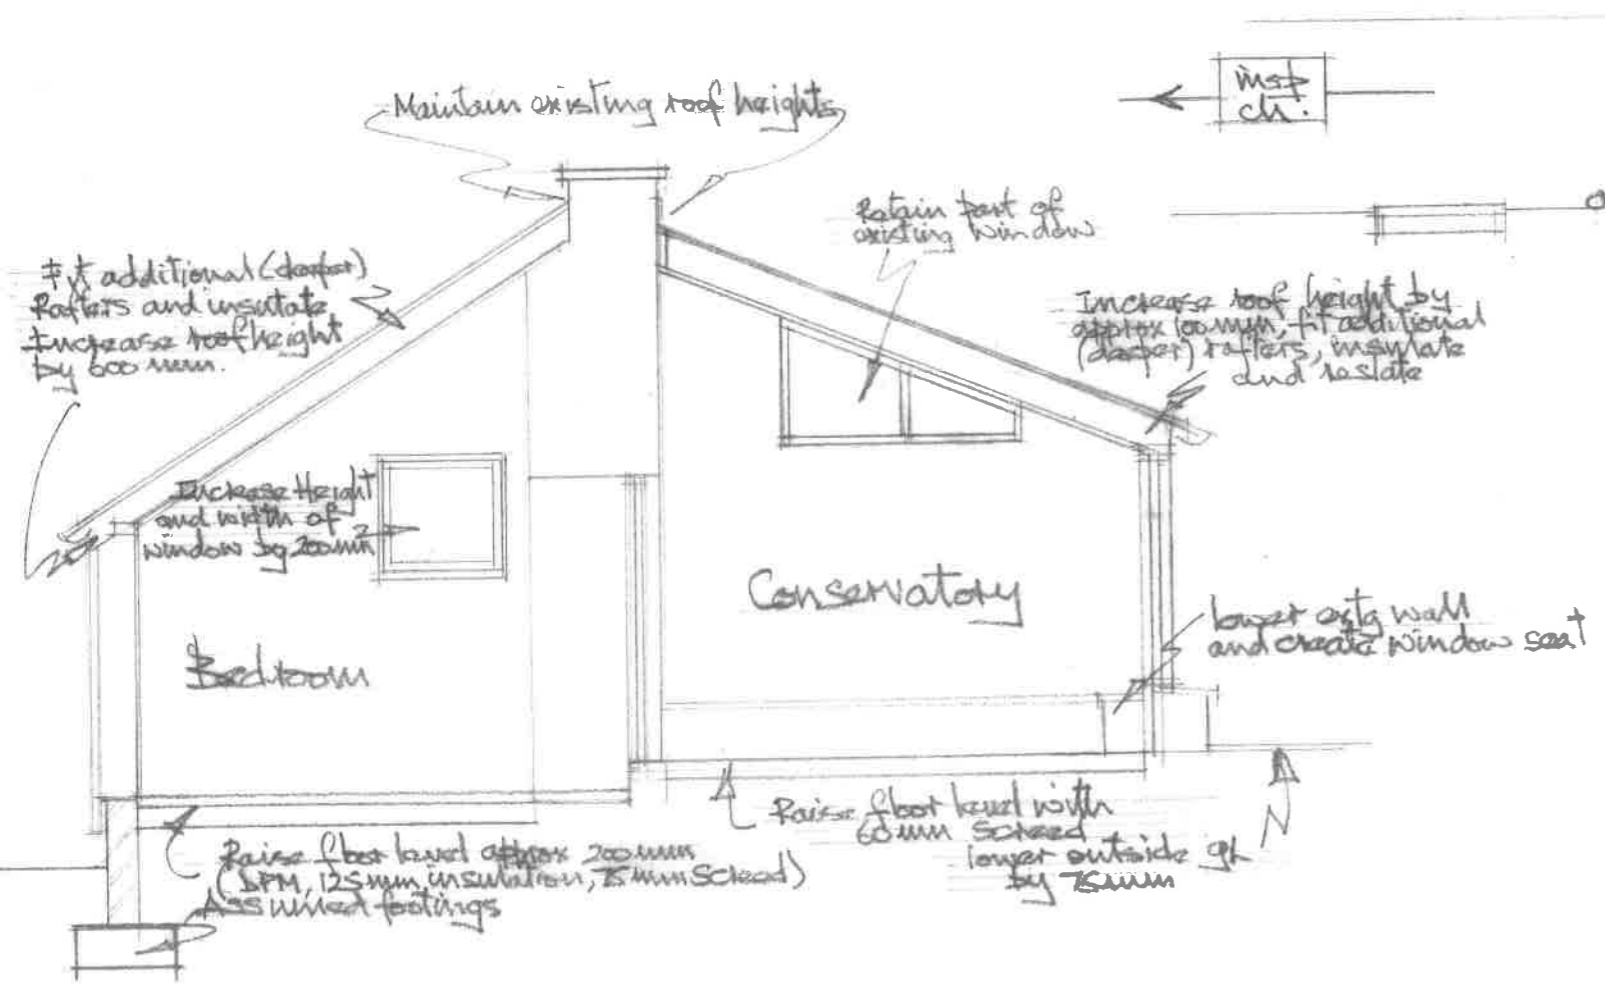 Maintain existing roof heights
insp
ch.
Retain part of
existing window
Fit additional (deeper)
Rafters and insulate
Increase roof height
by 600 mm.
Increase roof height by
approx 100mm, fit additional
(deeper) rafters, insulate
and reslate
Increase Height
and width of
window by 200mm²
Conservatory
Bedroom
lower extg wall
and create window seat
Raise floor level with
60mm Screed
lower outside gL
by 75mm
Raise floor level approx 200mm
(DPM, 125mm insulation, 75mm Screed)
Assumed footings